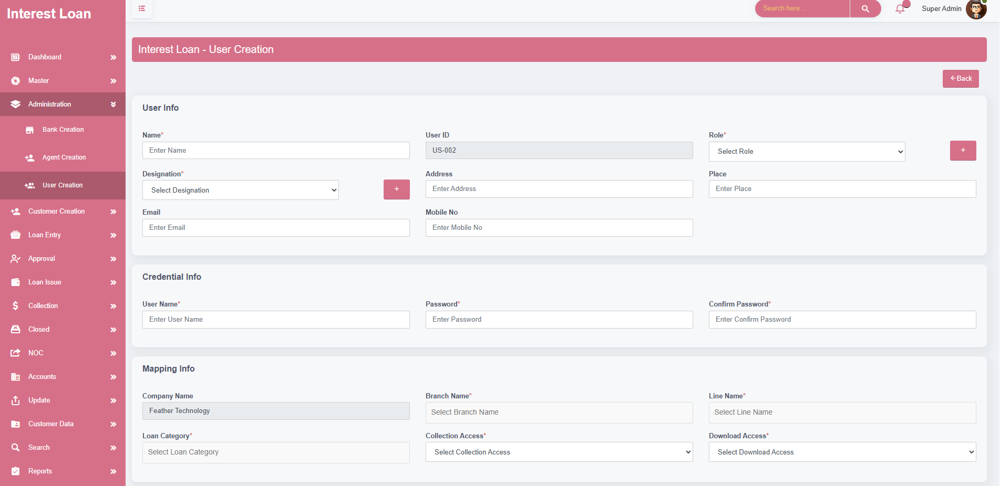 Interest Loan
Search here ...
Super Admin
Dashboard
Master
Administration
Bank Creation
Agent Creation
User Creation
Customer Creation
Loan Entry
Approval
Loan Issue
Collection
Closed
NOC
Accounts
Update
Customer Data
Search
Reports
Interest Loan - User Creation
Back
User Info
Name* User ID Role*
Enter Name US-002 Select Role +
Designation* Address Place
Select Designation + Enter Address Enter Place
Email Mobile No
Enter Email Enter Mobile No
Credential Info
User Name* Password* Confirm Password*
Enter User Name Enter Password Enter Confirm Password
Mapping Info
Company Name Branch Name* Line Name*
Feather Technology Select Branch Name Select Line Name
Loan Category* Collection Access* Download Access*
Select Loan Category Select Collection Access Select Download Access